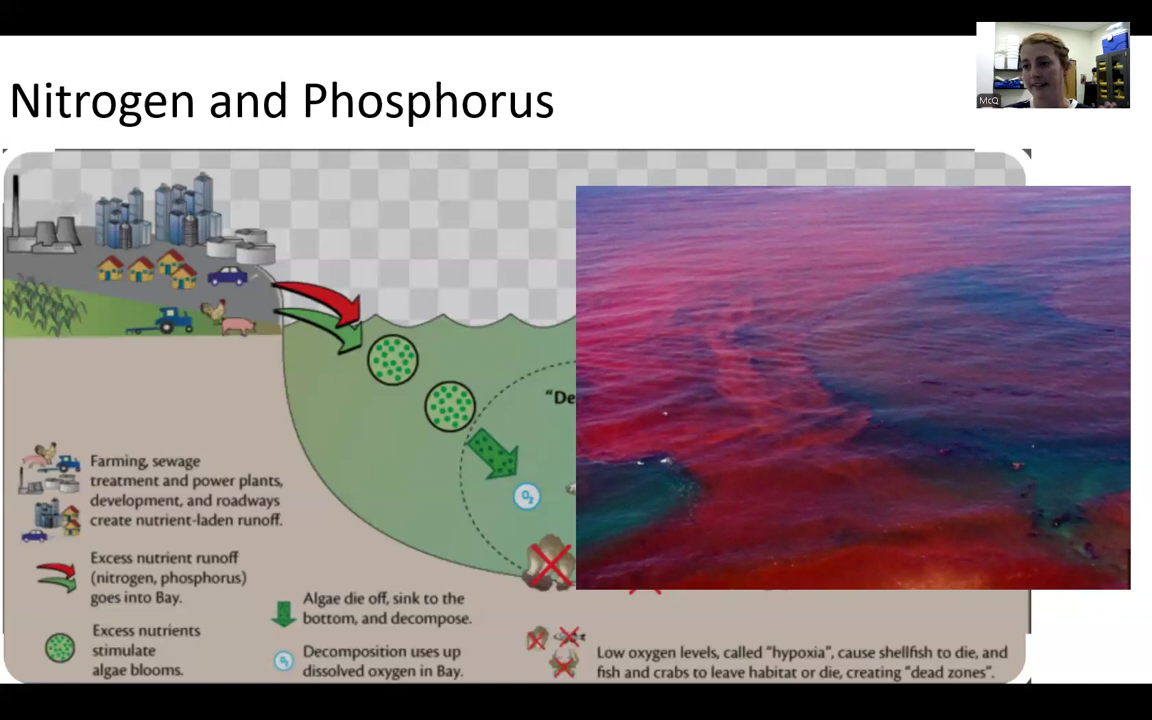 McQ
Nitrogen and Phosphorus
"De
O2
Farming, sewage
treatment and power plants,
development, and roadways
create nutrient-laden runoff.
Excess nutrient runoff
(nitrogen, phosphorus)
goes into Bay.
Excess nutrients
stimulate
algae blooms.
Algae die off, sink to the
bottom, and decompose.
O2
Decomposition uses up
dissolved oxygen in Bay.
Low oxygen levels, called "hypoxia", cause shellfish to die, and
fish and crabs to leave habitat or die, creating "dead zones".